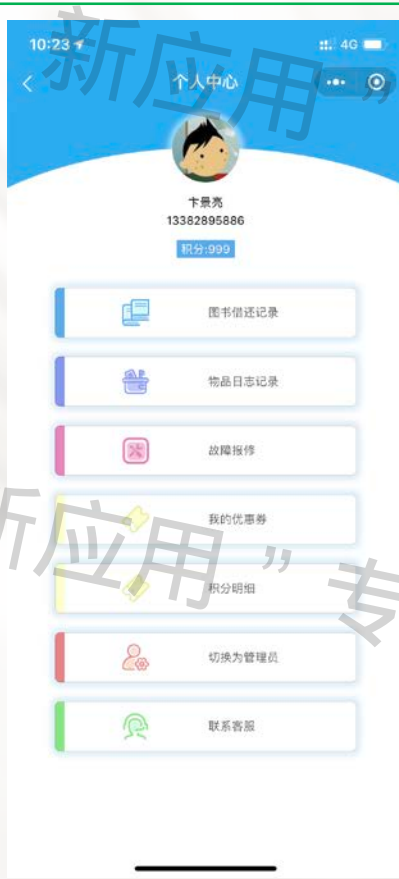 10:23
4G
个人中心
卞景亮
13382895886
积分:999
图书借还记录
物品日志记录
故障报修
我的优惠券
积分明细
切换为管理员
联系客服
新应用”
新应用”专